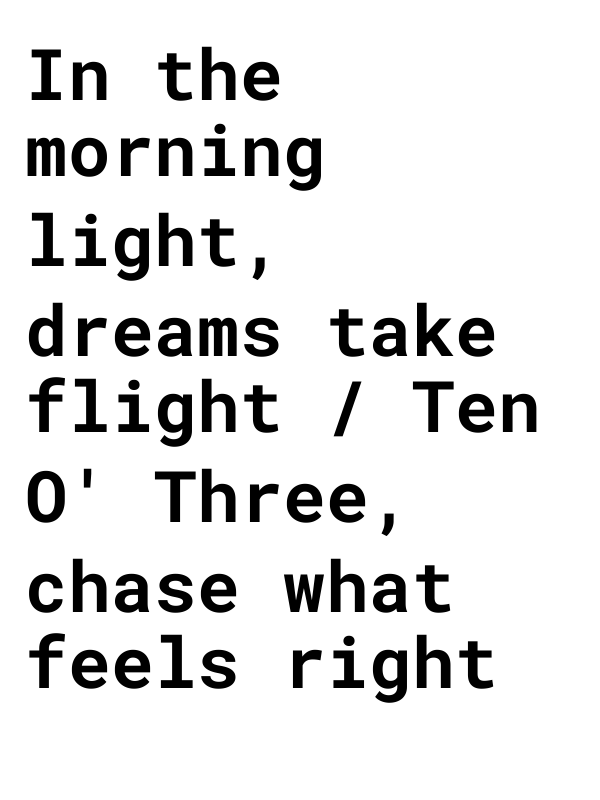 In the
morning
light,
dreams take
flight / Ten
O' Three,
chase what
feels right